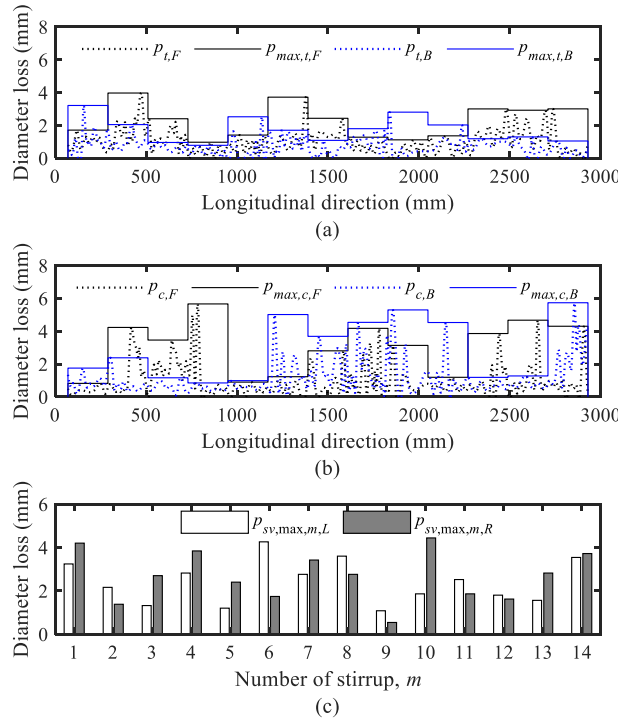 (a)
Diameter loss (mm)
8
6
4
2
0
p_{t,F}
p_{max,t,F}
p_{t,B}
p_{max,t,B}
0 500 1000 1500 2000 2500 3000
Longitudinal direction (mm)
(a)
Diameter loss (mm)
8
6
4
2
0
p_{c,F}
p_{max,c,F}
p_{c,B}
p_{max,c,B}
0 500 1000 1500 2000 2500 3000
Longitudinal direction (mm)
(b)
Diameter loss (mm)
6
4
2
0
p_{sv,max,m,L}
p_{sv,max,m,R}
1 2 3 4 5 6 7 8 9 10 11 12 13 14
Number of stirrup, m
(c)